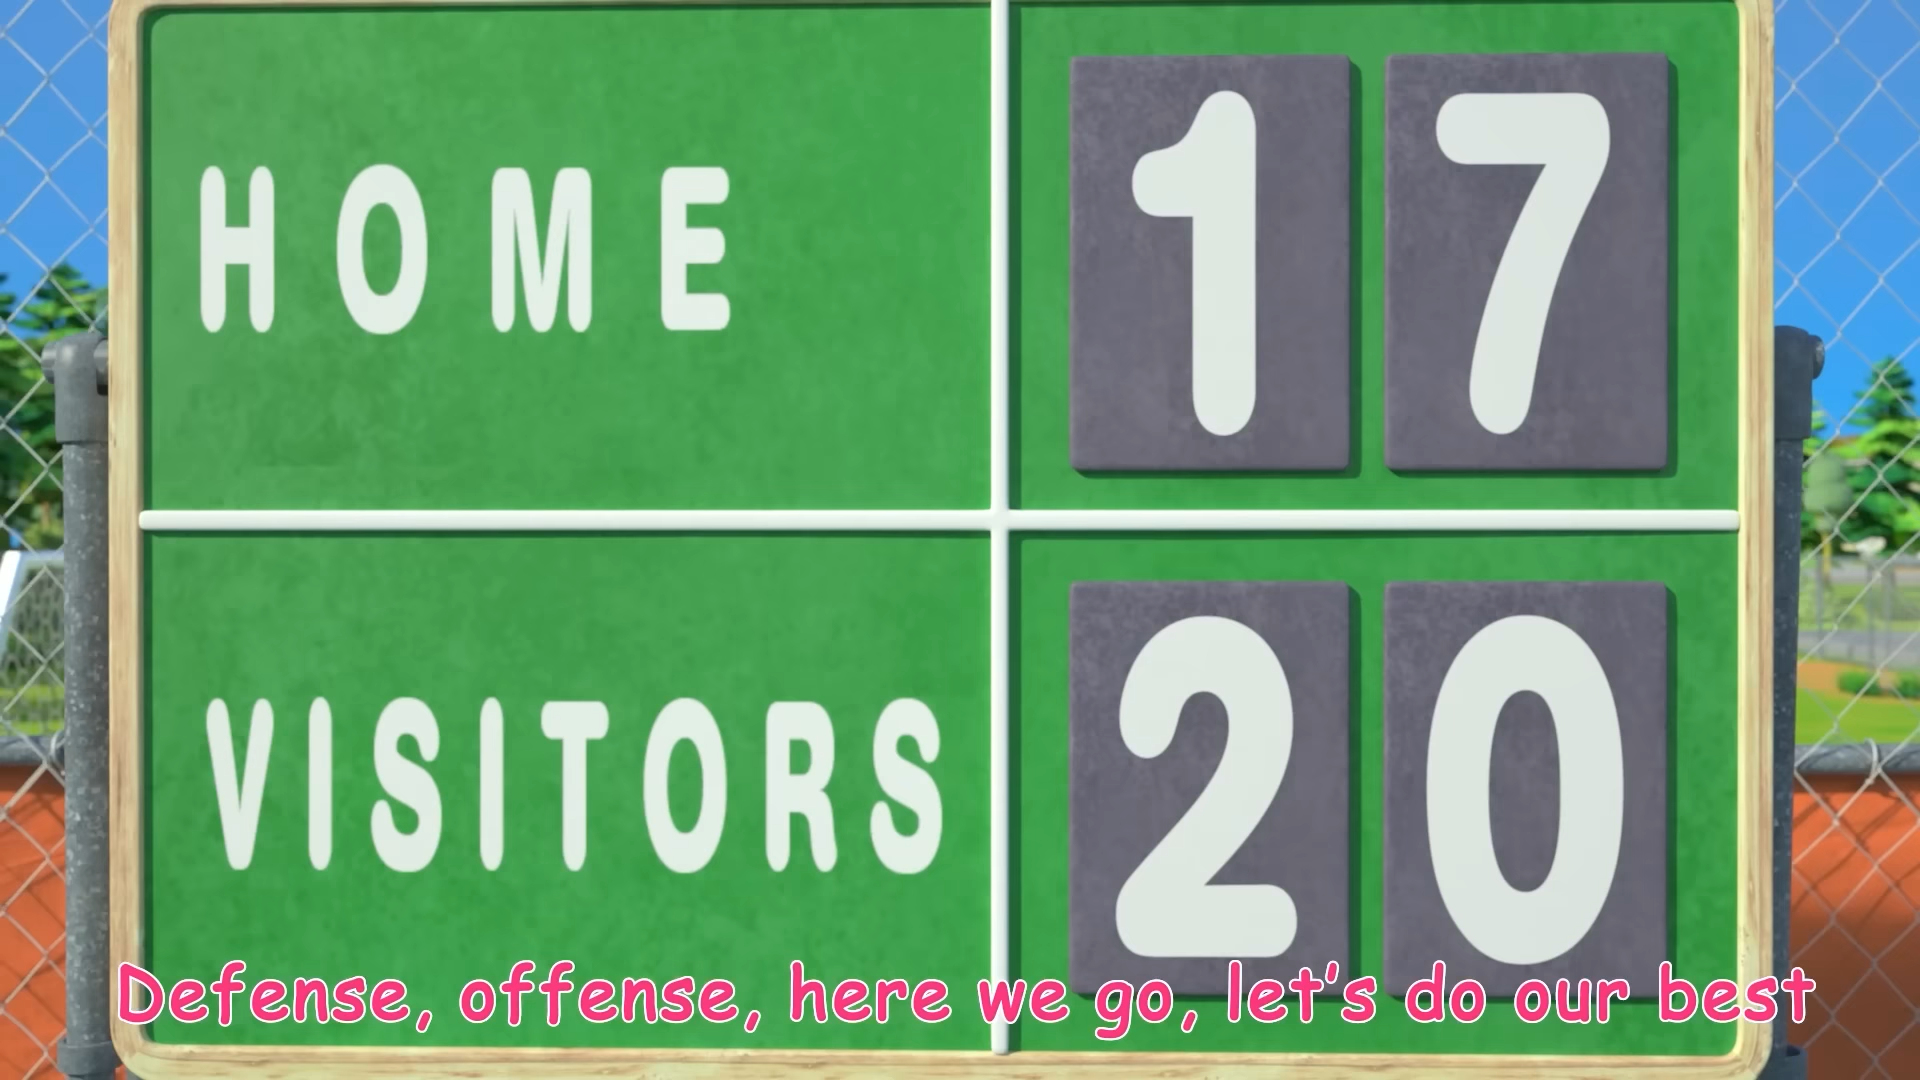 HOME 17
VISITORS 20
Defense, offense, here we go, let's do our best